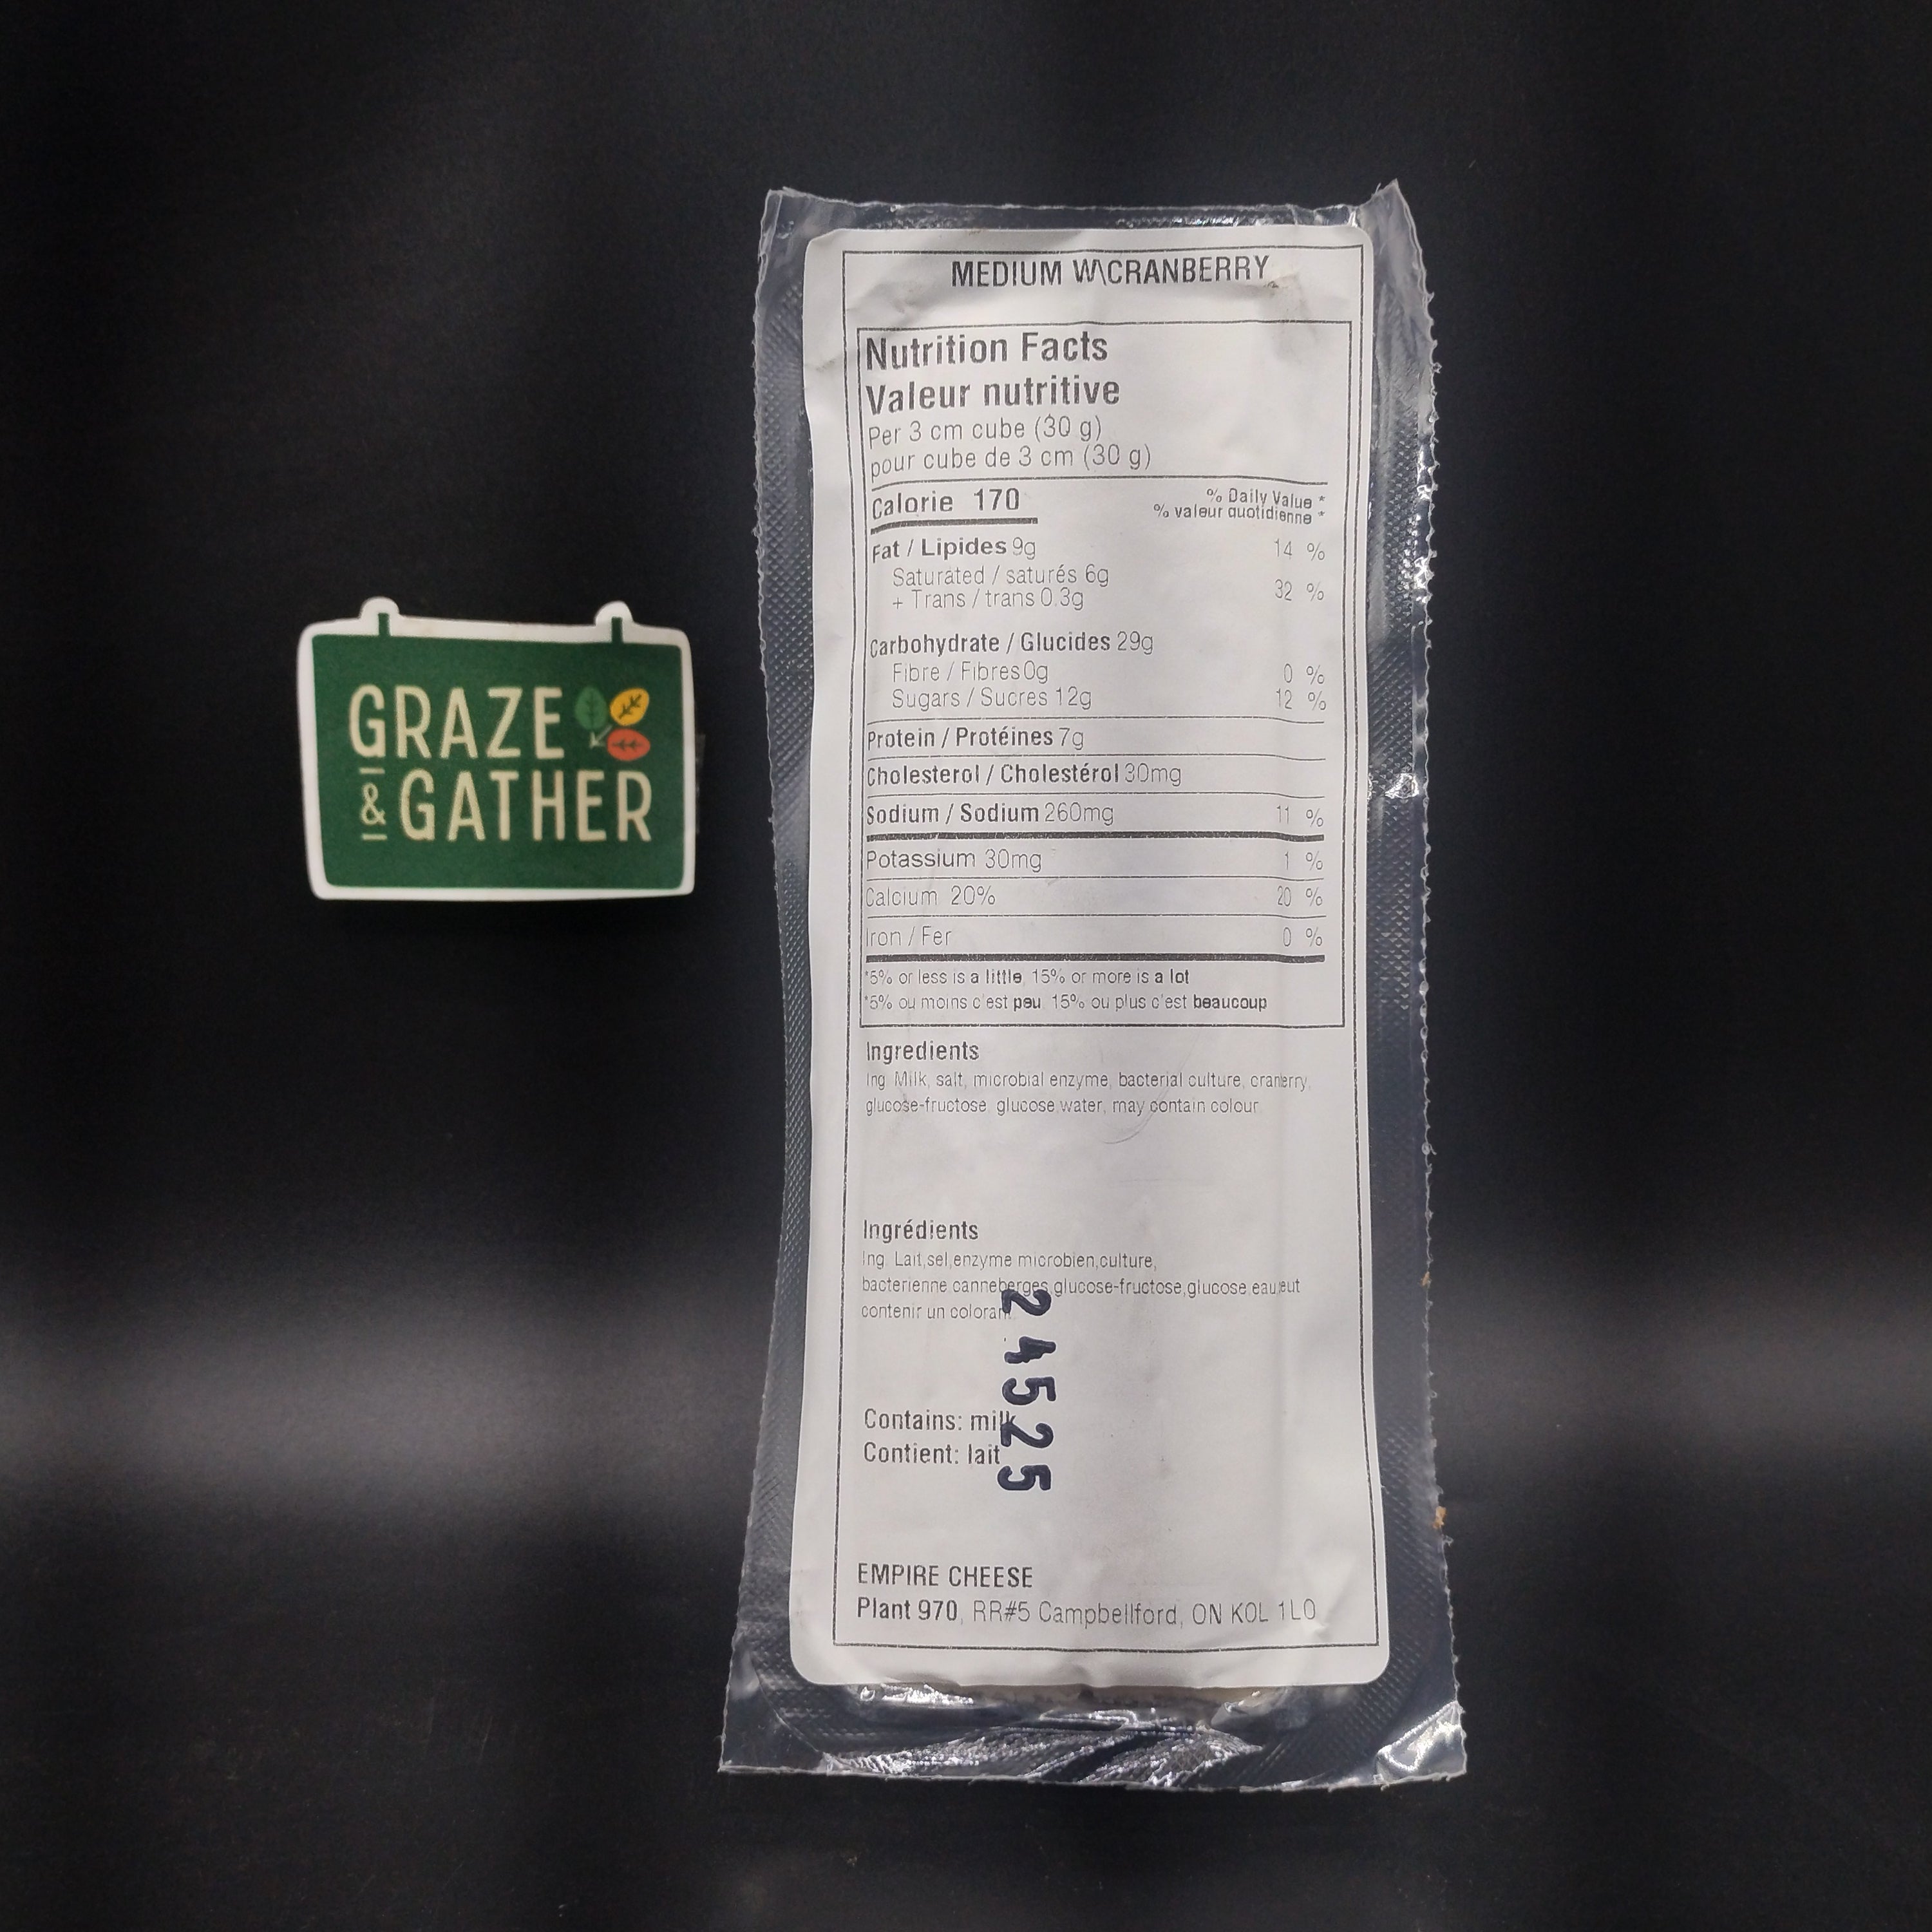 GRAZE
& GATHER
MEDIUM W\CRANBERRY
Nutrition Facts
Valeur nutritive
Per 3 cm cube (30 g)
pour cube de 3 cm (30 g)
Calorie 170
% Daily Value *
% valeur quotidienne *
Fat / Lipides 9g 14 %
Saturated / saturés 6g
+ Trans / trans 0.3g 32 %
Carbohydrate / Glucides 29g
Fibre / Fibres 0g 0 %
Sugars / Sucres 12g 12 %
Protein / Protéines 7g
Cholesterol / Cholestérol 30mg
Sodium / Sodium 260mg 11 %
Potassium 30mg 1 %
Calcium 20% 20 %
Iron / Fer 0 %
*5% or less is a little, 15% or more is a lot
*5% ou moins c'est peu, 15% ou plus c'est beaucoup
Ingredients
Ing. Milk, salt, microbial enzyme, bacterial culture, cranberry,
glucose-fructose, glucose,water, may contain colour
Ingrédients
Ing. Lait,sel,enzyme microbien,culture,
bacterienne,canneberges,glucose-fructose,glucose,eau,eut
contenir un colorant
24525
Contains: milk
Contient: lait
EMPIRE CHEESE
Plant 970, RR#5 Campbellford, ON K0L 1L0